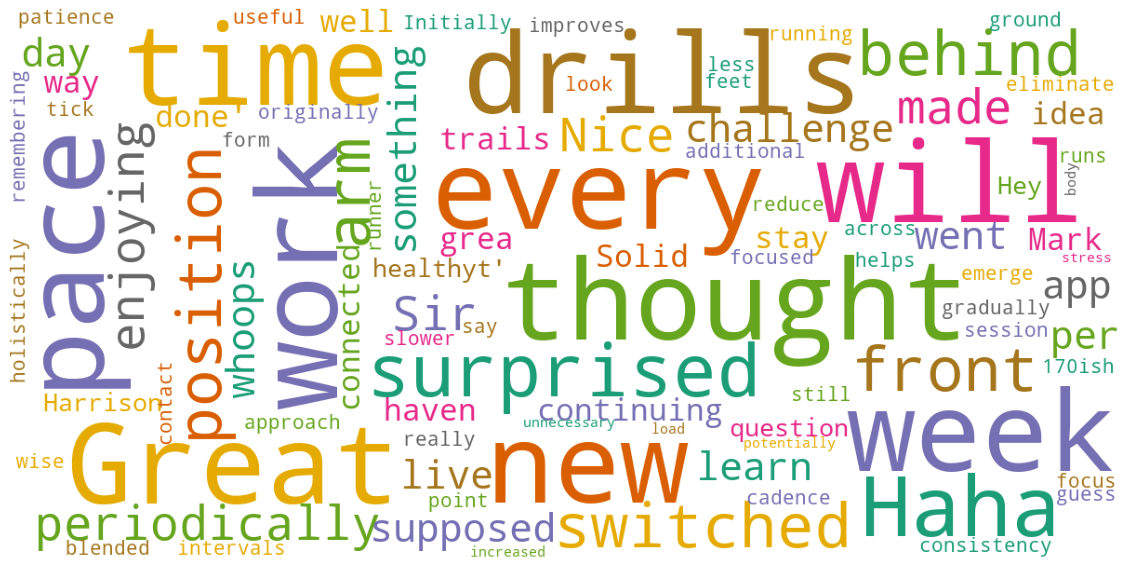 patience
useful
well
Initially
improves
ground
time
drills
running
behind
day
less
feet
look
eliminate
way
tick
done'
originally
something
made
idea
remembering
form
trails
Nice
challenge
additional
runs
pace
enjoying
position
work
arm
runner
every
will
Hey
body
reduce
grea
stay
across
went
Mark
Solid
focused
helps
stress
holistically
whoops
connected
healthyt'
thought
emerge
app
Sir
say
gradually
slower
session
per
surprised
front
170ish
Harrison
contact
approach
haven
continuing
still
week
unnecessary
load
question
potentially
Great
really
new
wise
live
learn
focus
point
cadence
guess
Haha
periodically
supposed
switched
blended
intervals
increased
consistency